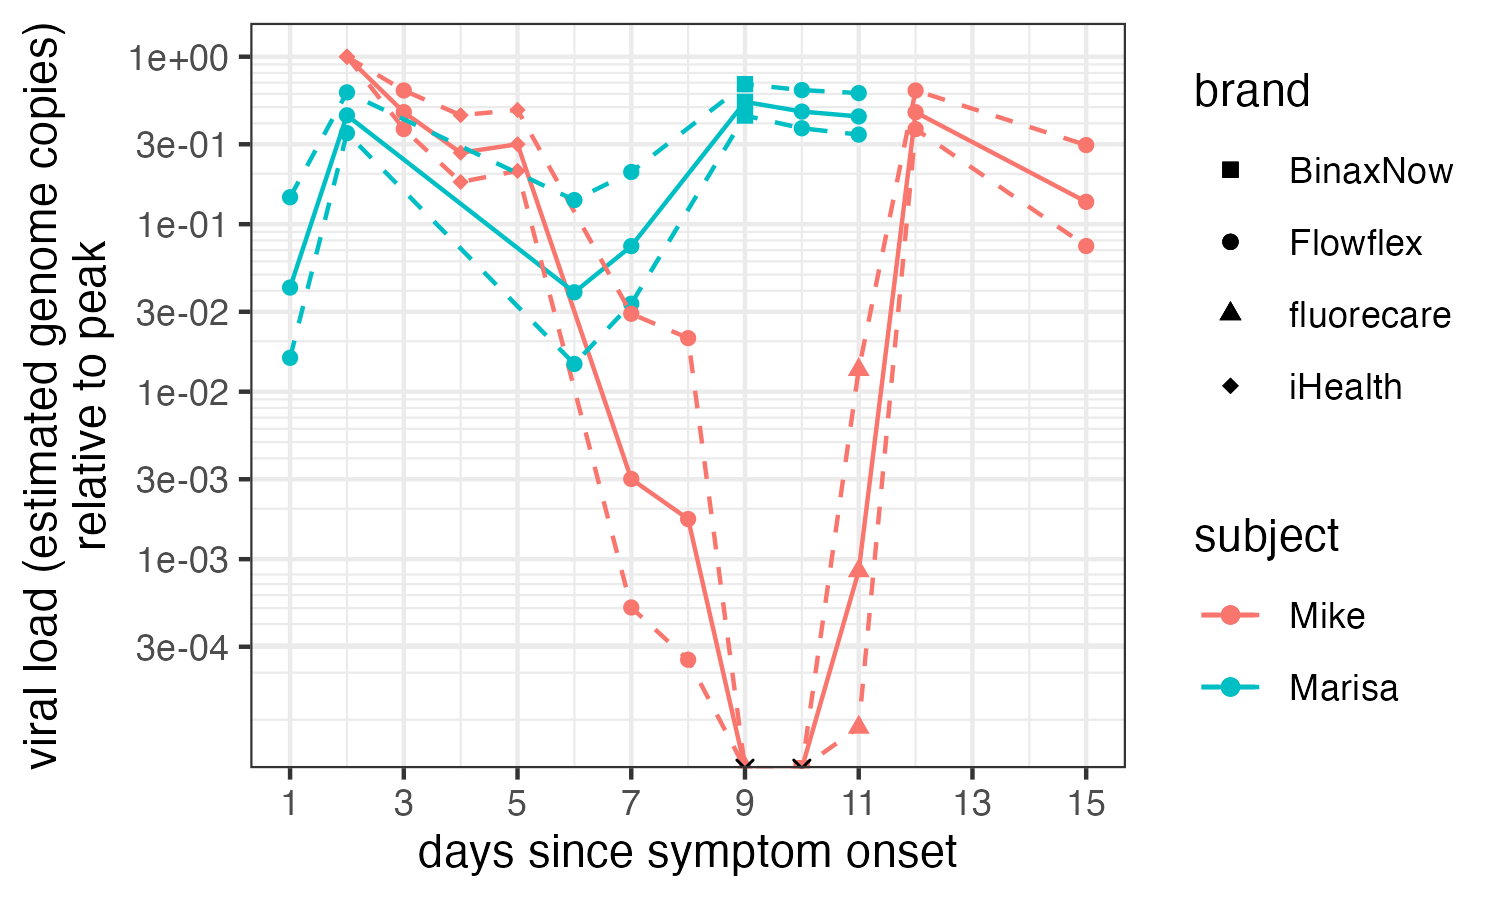 viral load (estimated genome copies)
relative to peak
1e+00
3e-01
1e-01
3e-02
1e-02
3e-03
1e-03
3e-04
1 3 5 7 9 11 13 15
days since symptom onset
brand
BinaxNow
Flowflex
fluorecare
iHealth
subject
Mike
Marisa